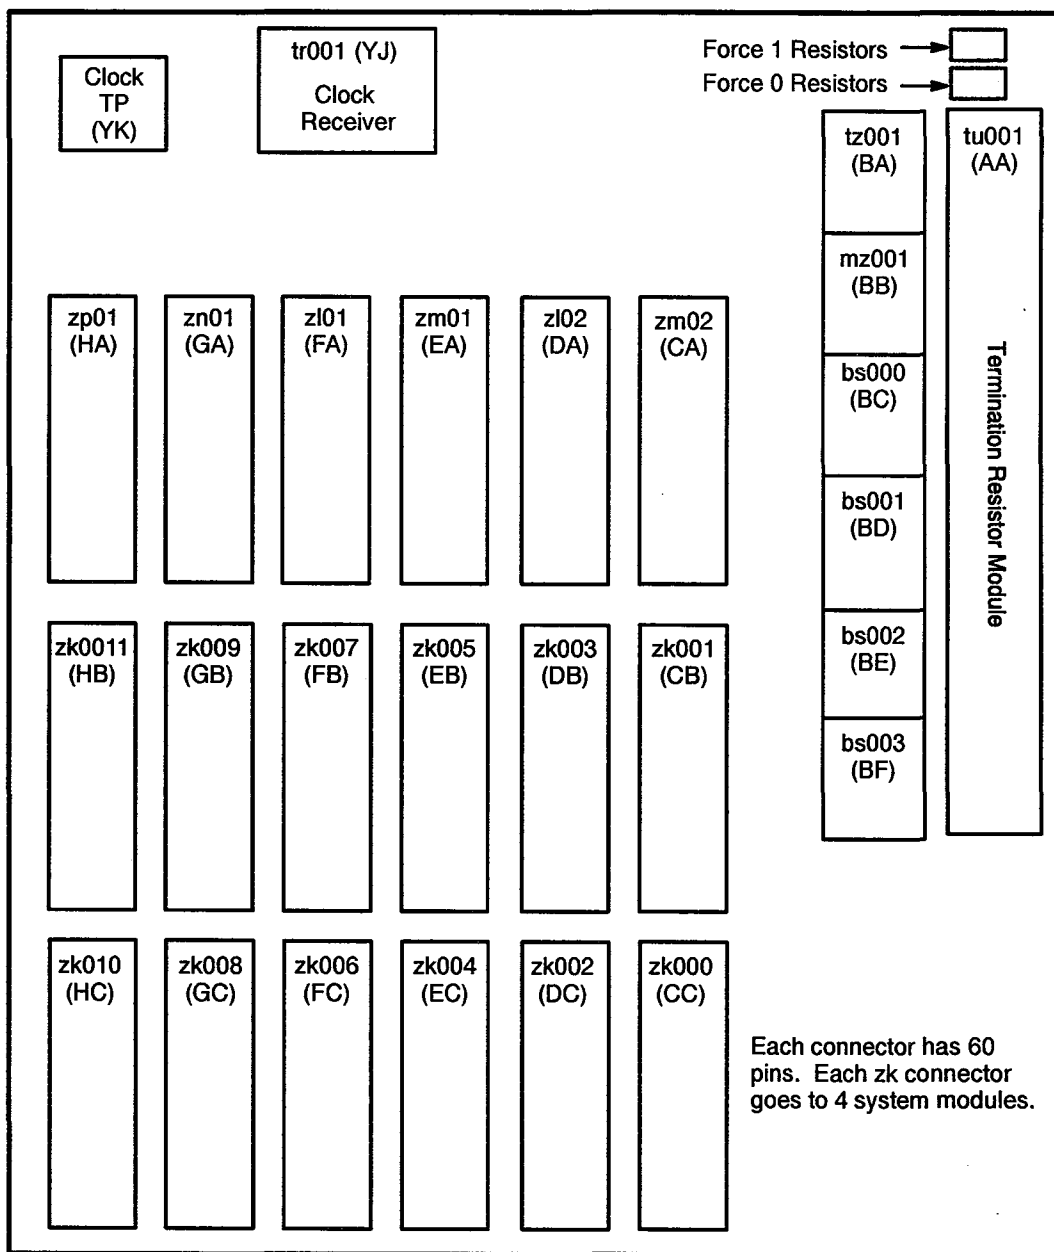 Clock
TP
(YK)
tr001 (YJ)
Clock
Receiver
Force 1 Resistors
Force 0 Resistors
tz001
(BA)
mz001
(BB)
bs000
(BC)
bs001
(BD)
bs002
(BE)
bs003
(BF)
tu001
(AA)
Termination Resistor Module
zp01
(HA)
zn01
(GA)
zl01
(FA)
zm01
(EA)
zl02
(DA)
zm02
(CA)
zk0011
(HB)
zk009
(GB)
zk007
(FB)
zk005
(EB)
zk003
(DB)
zk001
(CB)
zk010
(HC)
zk008
(GC)
zk006
(FC)
zk004
(EC)
zk002
(DC)
zk000
(CC)
Each connector has 60
pins. Each zk connector
goes to 4 system modules.